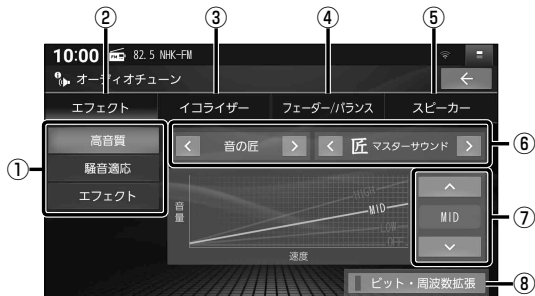 ② ③ ④ ⑤
10:00 FM 82.5 NHK-FM
オーディオチューン
エフェクト イコライザー フェーダー/バランス スピーカー
① 高音質 音の匠 匠 マスターサウンド ⑥
騒音適応
エフェクト
音量 HIGH MID LOW OFF MID ⑦
速度
ビット・周波数拡張 ⑧